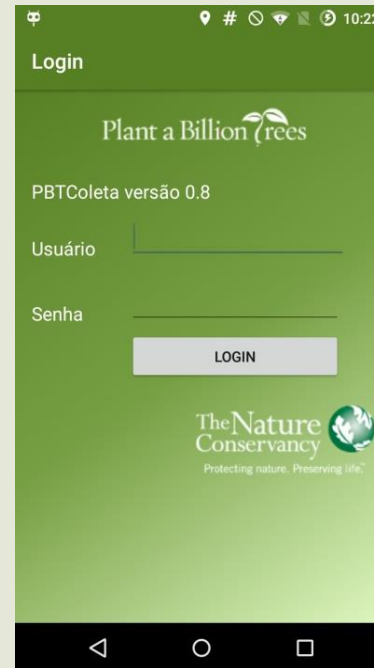 10:22
Login
Plant a Billion Trees
PBTColeta versão 0.8
Usuário
Senha
LOGIN
The Nature
Conservancy
Protecting nature. Preserving life.™